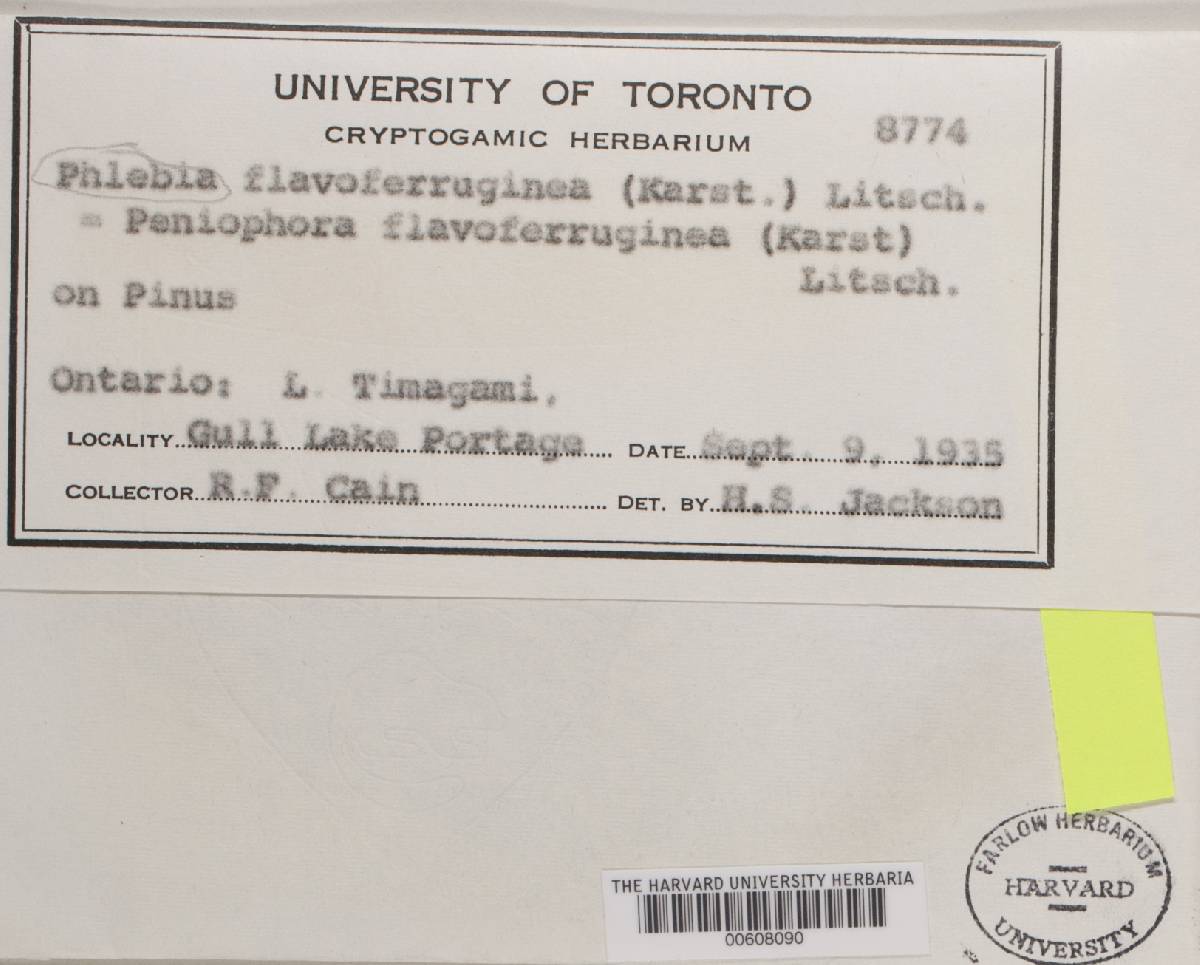 UNIVERSITY OF TORONTO
CRYPTOGAMIC HERBARIUM
8774
Phlebia flavoferruginea (Karst.) Litsch.
= Peniophora flavoferruginea (Karst)
Litsch.
on Pinus
Ontario: L. Timagami,
LOCALITY Gull Lake Portage DATE Sept. 9, 1935
COLLECTOR R.F. Cain DET. BY H.S. Jackson
THE HARVARD UNIVERSITY HERBARIA
00608090
FARLOW HERBARIUM
HARVARD
UNIVERSITY